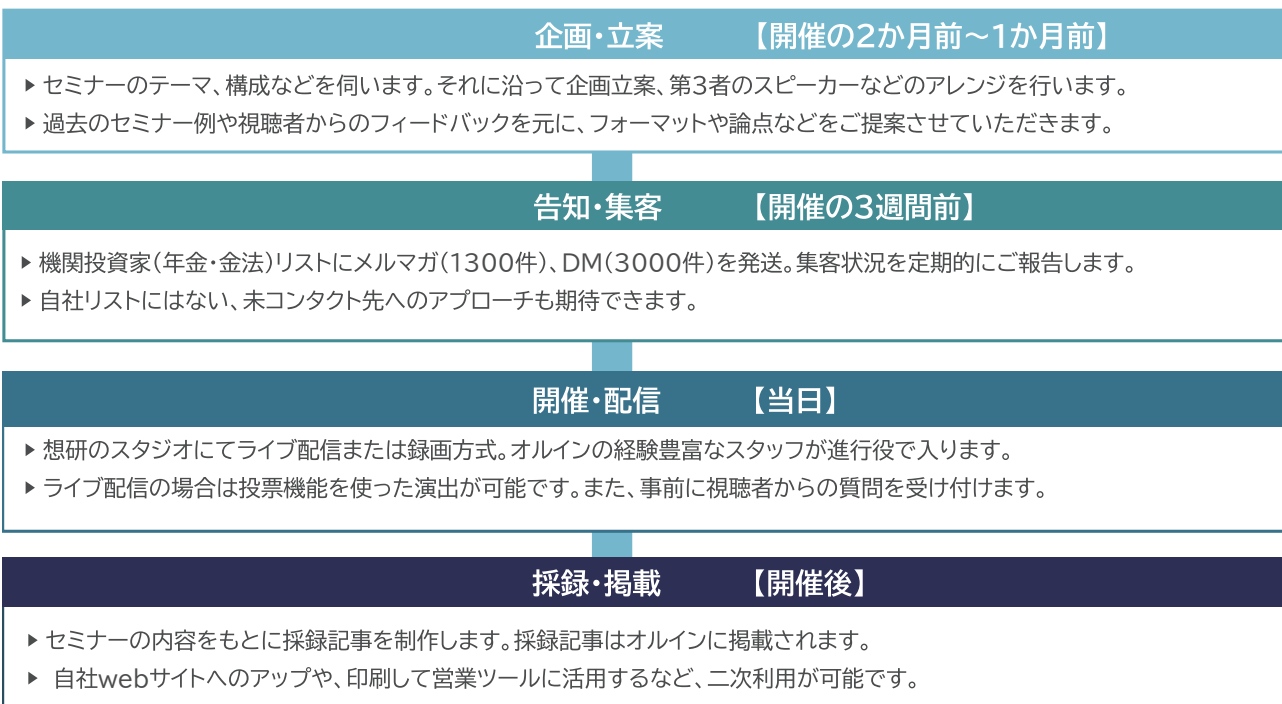 企画・立案 【開催の2か月前～1か月前】
▶ セミナーのテーマ、構成などを伺います。それに沿って企画立案、第3者のスピーカーなどのアレンジを行います。
▶ 過去のセミナー例や視聴者からのフィードバックを元に、フォーマットや論点などをご提案させていただきます。
告知・集客 【開催の3週間前】
▶ 機関投資家（年金・金法）リストにメルマガ（1300件）、DM（3000件）を発送。集客状況を定期的にご報告します。
▶ 自社リストにはない、未コンタクト先へのアプローチも期待できます。
開催・配信 【当日】
▶ 想研のスタジオにてライブ配信または録画方式。オルインの経験豊富なスタッフが進行役で入ります。
▶ ライブ配信の場合は投票機能を使った演出が可能です。また、事前に視聴者からの質問を受け付けます。
採録・掲載 【開催後】
▶ セミナーの内容をもとに採録記事を制作します。採録記事はオルインに掲載されます。
▶ 自社webサイトへのアップや、印刷して営業ツールに活用するなど、二次利用が可能です。